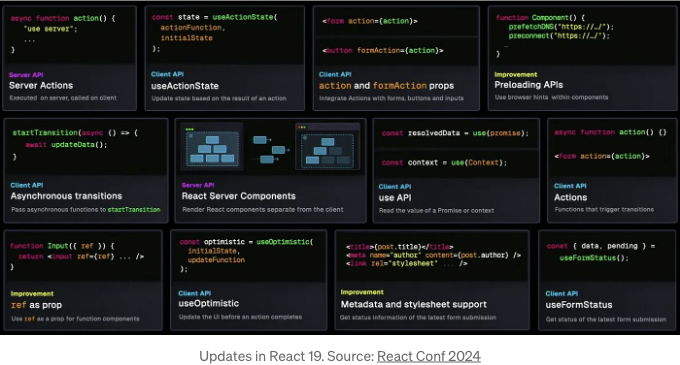 async function action() {
"use server";
...
}
Server API
Server Actions
Executed on server, called on client
const state = useActionState(
actionFunction,
initialState
);
Client API
useActionState
Update state based on the result of an action
<form action={action}>
<button formAction={action}>
Client API
action and formAction props
Integrate Actions with forms, buttons and inputs
function Component() {
prefetchDNS("https://…/");
preconnect("https://…/");
…
}
Improvement
Preloading APIs
Use browser hints within components
startTransition(async () => {
await updateData();
})
Client API
Asynchronous transitions
Pass asynchronous functions to startTransition
Server API
React Server Components
Render React components separate from the client
const resolvedData = use(promise);
const context = use(Context);
Client API
use API
Read the value of a Promise or context
async function action() {}
<form action={action}>
Client API
Actions
Functions that trigger transitions
function Input({ ref }) {
return <input ref={ref} ... />
}
Improvement
ref as prop
Use ref as a prop for function components
const optimistic = useOptimistic(
initialState,
updateFunction
);
Client API
useOptimistic
Update the UI before an action completes
<title>{post.title}</title>
<meta name="author" content={post.author} />
<link rel="stylesheet" ... />
Improvement
Metadata and stylesheet support
Get status information of the latest form submission
const { data, pending } =
useFormStatus();
Client API
useFormStatus
Get status of the latest form submission
Updates in React 19. Source: React Conf 2024